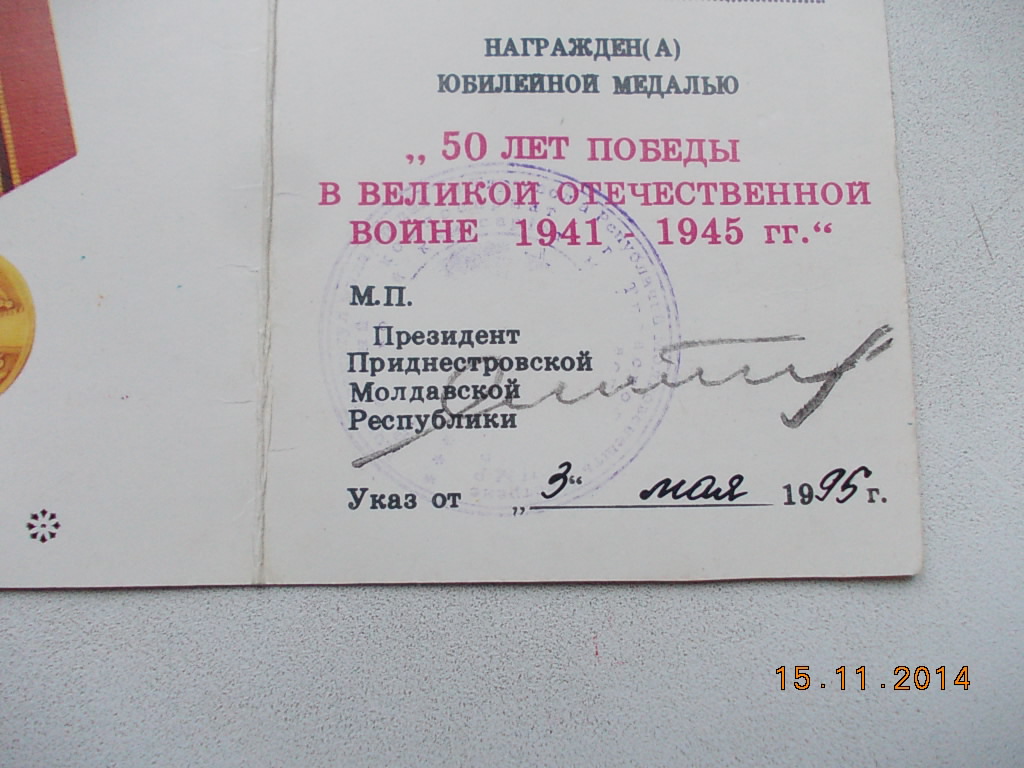 НАГРАЖДЕН(А)
ЮБИЛЕЙНОЙ МЕДАЛЬЮ
„ 50 ЛЕТ ПОБЕДЫ
В ВЕЛИКОЙ ОТЕЧЕСТВЕННОЙ
ВОЙНЕ 1941 - 1945 гг.“
М.П.
Президент
Приднестровской
Молдавской
Республики
Указ от „ 3“ мая 1995 г.
15.11.2014